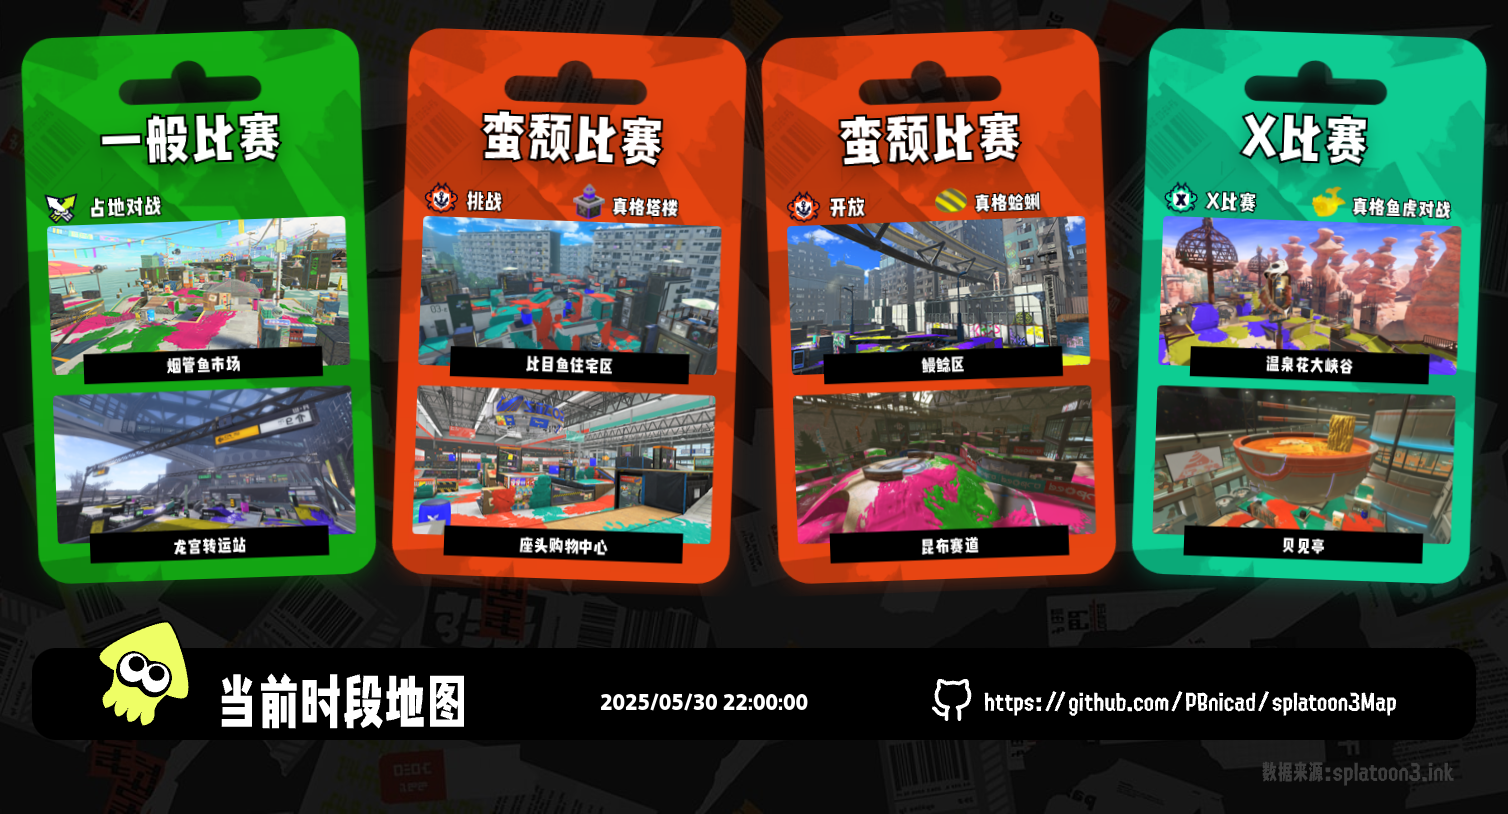 一般比赛
占地对战
烟管鱼市场
龙宫转运站
蛮颓比赛
挑战
真格塔楼
比目鱼住宅区
座头购物中心
蛮颓比赛
开放
真格蛤蜊
鳗鲶区
昆布赛道
X比赛
X比赛
真格鱼虎对战
温泉花大峡谷
贝见亭
当前时段地图
2025/05/30 22:00:00
https://github.com/PBnicad/splatoon3Map
数据来源:splatoon3.ink